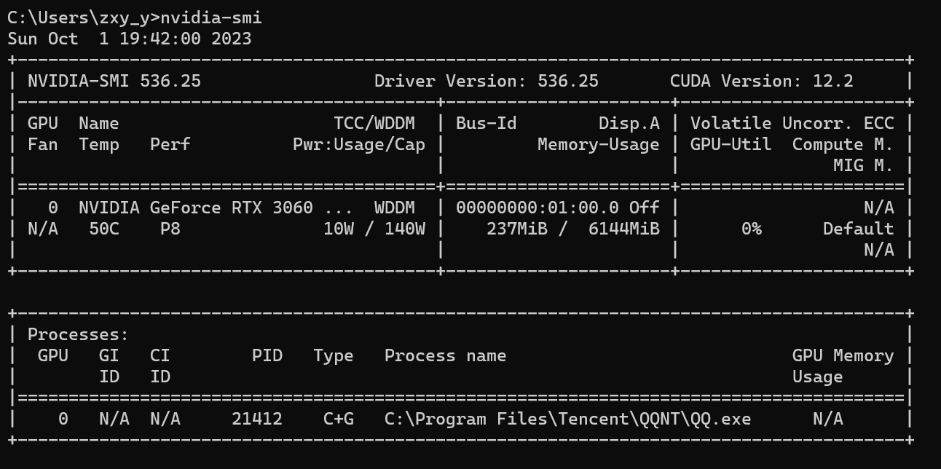 C:\Users\zxy_y>nvidia-smi
Sun Oct  1 19:42:00 2023
+---------------------------------------------------------------------------------------+
| NVIDIA-SMI 536.25                 Driver Version: 536.25       CUDA Version: 12.2     |
|-----------------------------------------+----------------------+----------------------+
| GPU  Name                     TCC/WDDM  | Bus-Id        Disp.A | Volatile Uncorr. ECC |
| Fan  Temp   Perf          Pwr:Usage/Cap |         Memory-Usage | GPU-Util  Compute M. |
|                                         |                      |               MIG M. |
|=========================================+======================+======================|
|   0  NVIDIA GeForce RTX 3060 ...  WDDM  | 00000000:01:00.0 Off |                  N/A |
| N/A   50C    P8              10W / 140W |    237MiB /  6144MiB |      0%      Default |
|                                         |                      |                  N/A |
+-----------------------------------------+----------------------+----------------------+
+---------------------------------------------------------------------------------------+
| Processes:                                                                            |
|  GPU   GI   CI        PID   Type   Process name                            GPU Memory |
|        ID   ID                                                             Usage      |
|=======================================================================================|
|    0   N/A  N/A     21412    C+G   C:\Program Files\Tencent\QQNT\QQ.exe      N/A      |
+---------------------------------------------------------------------------------------+